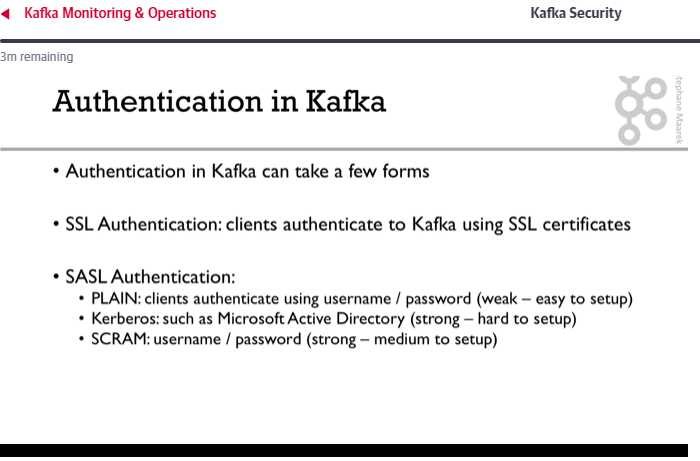 Kafka Monitoring & Operations
Kafka Security
3m remaining
Authentication in Kafka
tephane Maarek
• Authentication in Kafka can take a few forms
• SSL Authentication: clients authenticate to Kafka using SSL certificates
• SASL Authentication:
• PLAIN: clients authenticate using username / password (weak – easy to setup)
• Kerberos: such as Microsoft Active Directory (strong – hard to setup)
• SCRAM: username / password (strong – medium to setup)